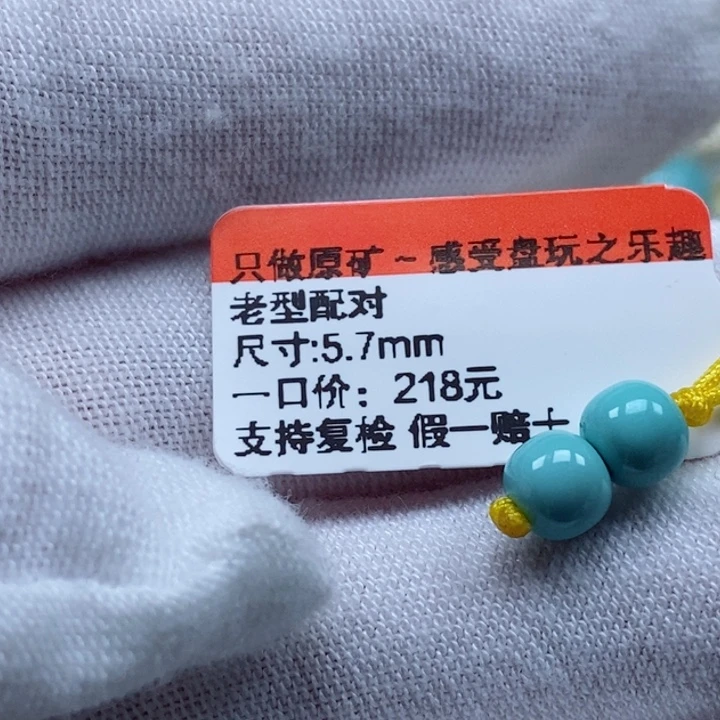 只做原矿~感受盘玩之乐趣
老型配对
尺寸:5.7mm
一口价：218元
支持复检 假一赔十